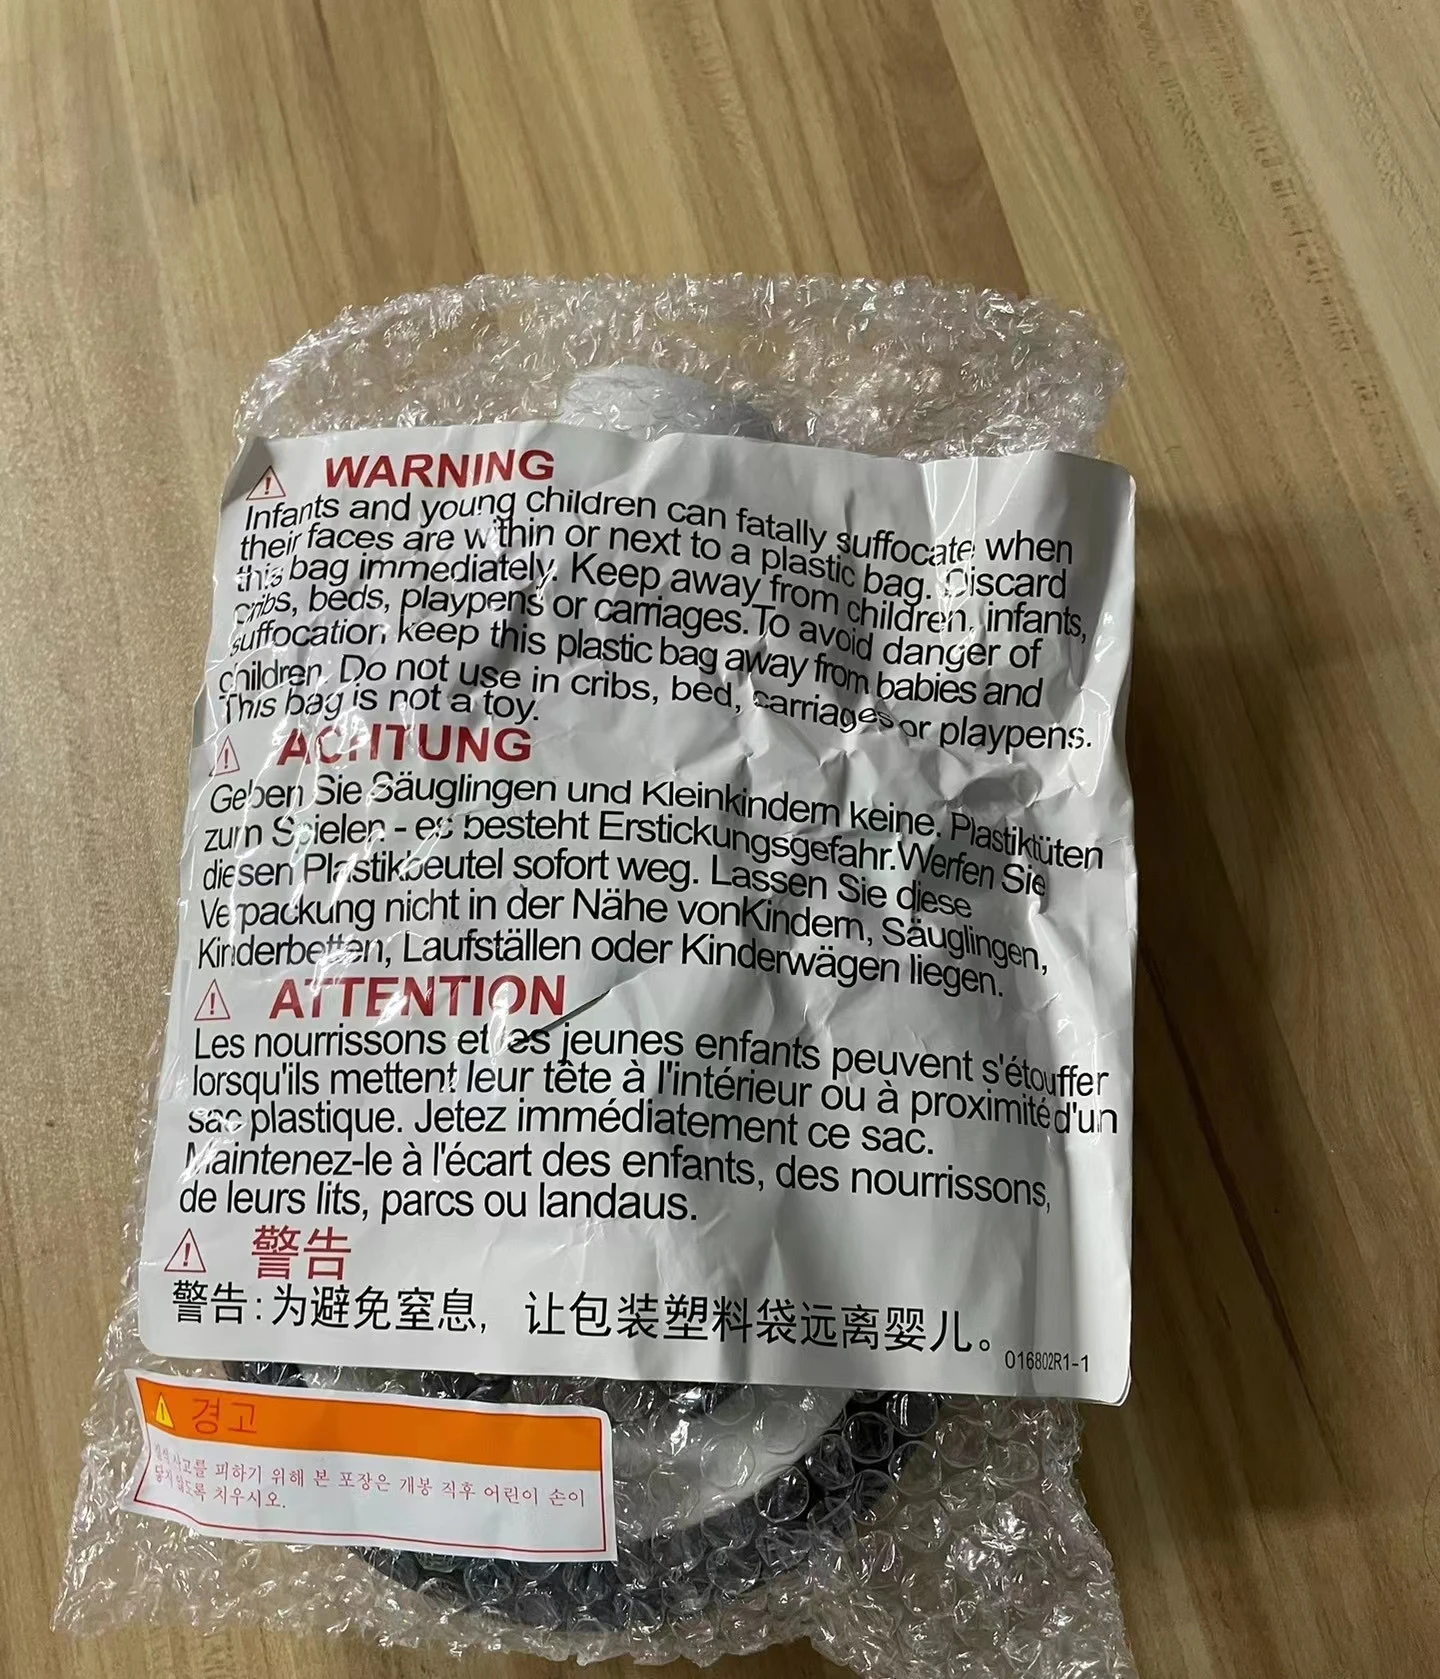 WARNING
Infants and young children can fatally suffocate when
their faces are within or next to a plastic bag. Discard
this bag immediately. Keep away from children, infants,
cribs, beds, playpens or carriages. To avoid danger of
suffocation keep this plastic bag away from babies and
children. Do not use in cribs, bed, carriages or playpens.
This bag is not a toy.
ACHTUNG
Geben Sie Säuglingen und Kleinkindern keine. Plastiktüten
zum Spielen - es besteht Erstickungsgefahr.Werfen Sie
diesen Plastikbeutel sofort weg. Lassen Sie diese
Verpackung nicht in der Nähe vonKindern, Säuglingen,
Kinderbetten, Laufställen oder Kinderwägen liegen.
ATTENTION
Les nourrissons et les jeunes enfants peuvent s'étouffer
lorsqu'ils mettent leur tête à l'intérieur ou à proximité d'un
sac plastique. Jetez immédiatement ce sac.
Maintenez-le à l'écart des enfants, des nourrissons,
de leurs lits, parcs ou landaus.
警告
警告:为避免窒息, 让包装塑料袋远离婴儿。
016802R1-1
경고
질식사고를 피하기 위해 본 포장은 개봉 직후 어린이 손이
닿지 않도록 치우시오.